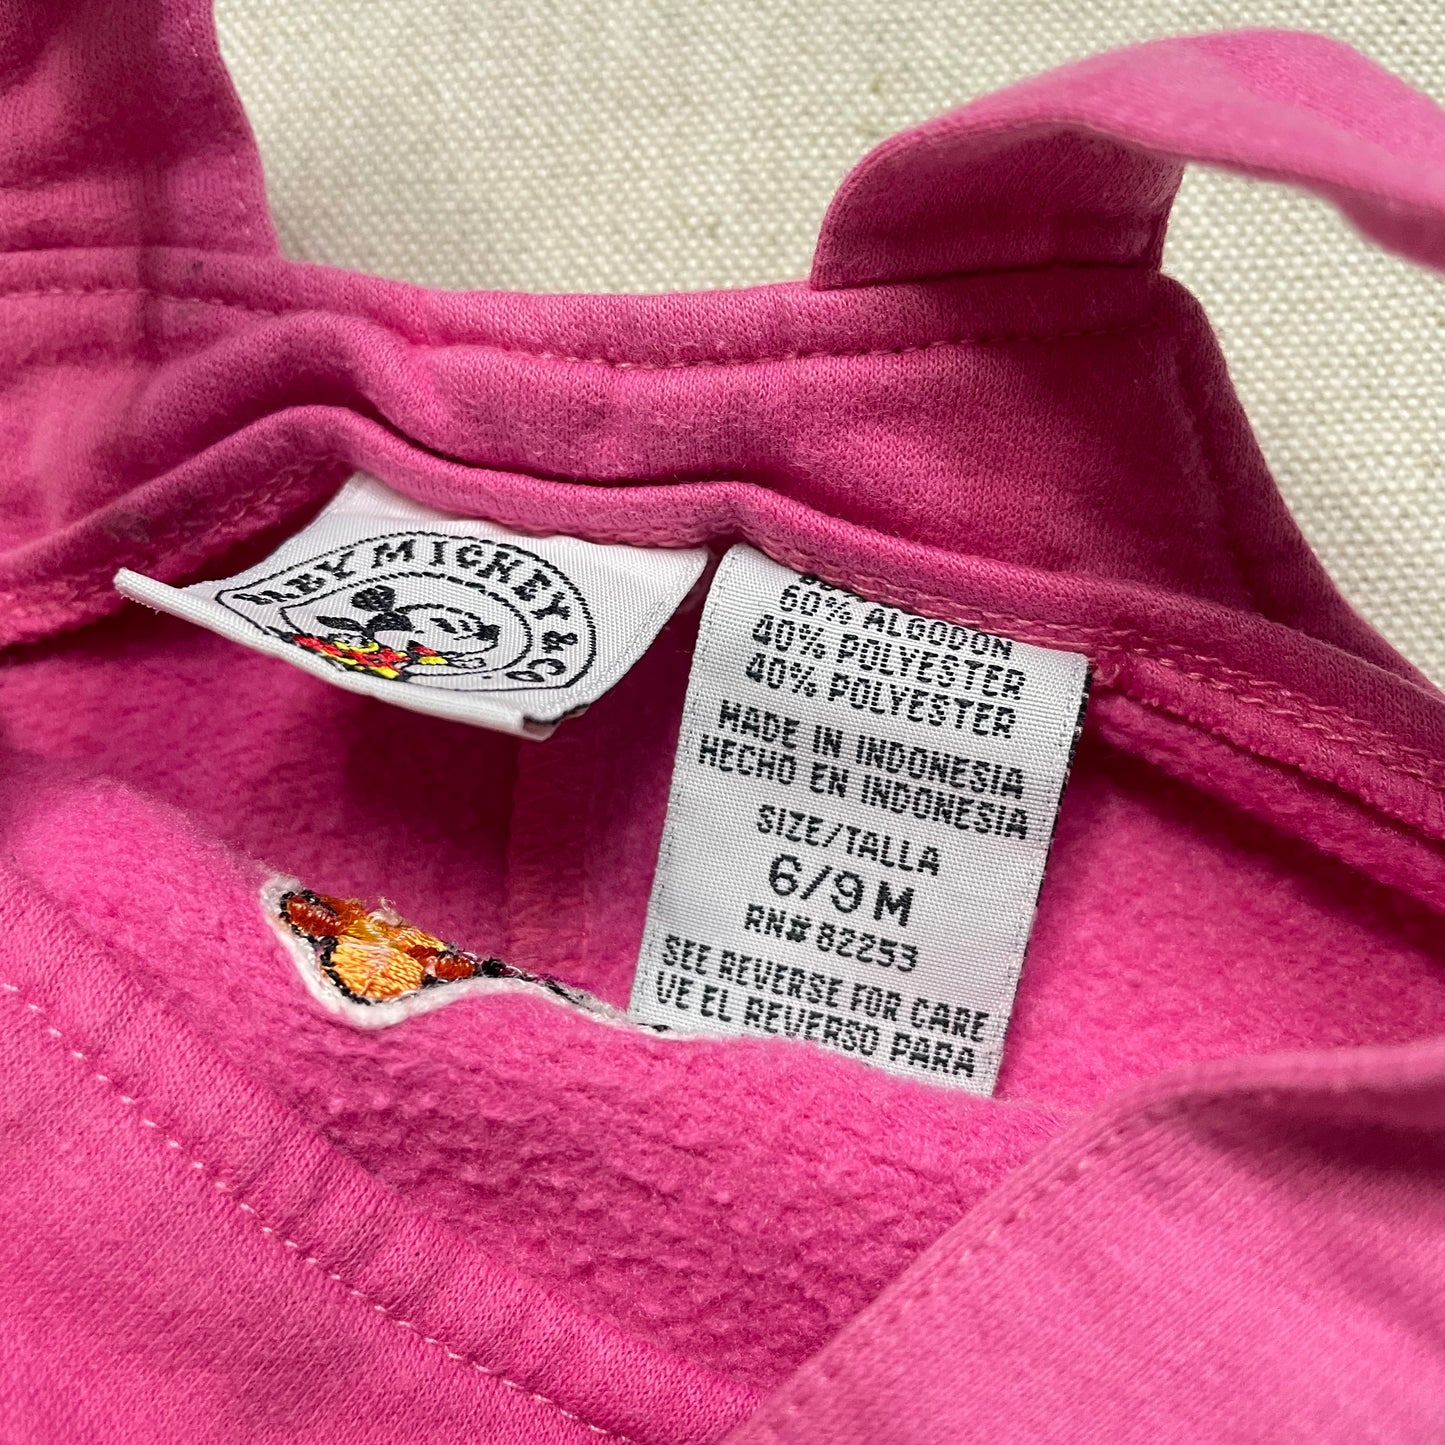 MICKEY & CO
60% ALGODON
40% POLYESTER
40% POLYESTER
MADE IN INDONESIA
HECHO EN INDONESIA
SIZE/TALLA
6/9 M
RN# 82253
SEE REVERSE FOR CARE
VE EL REVERSO PARA